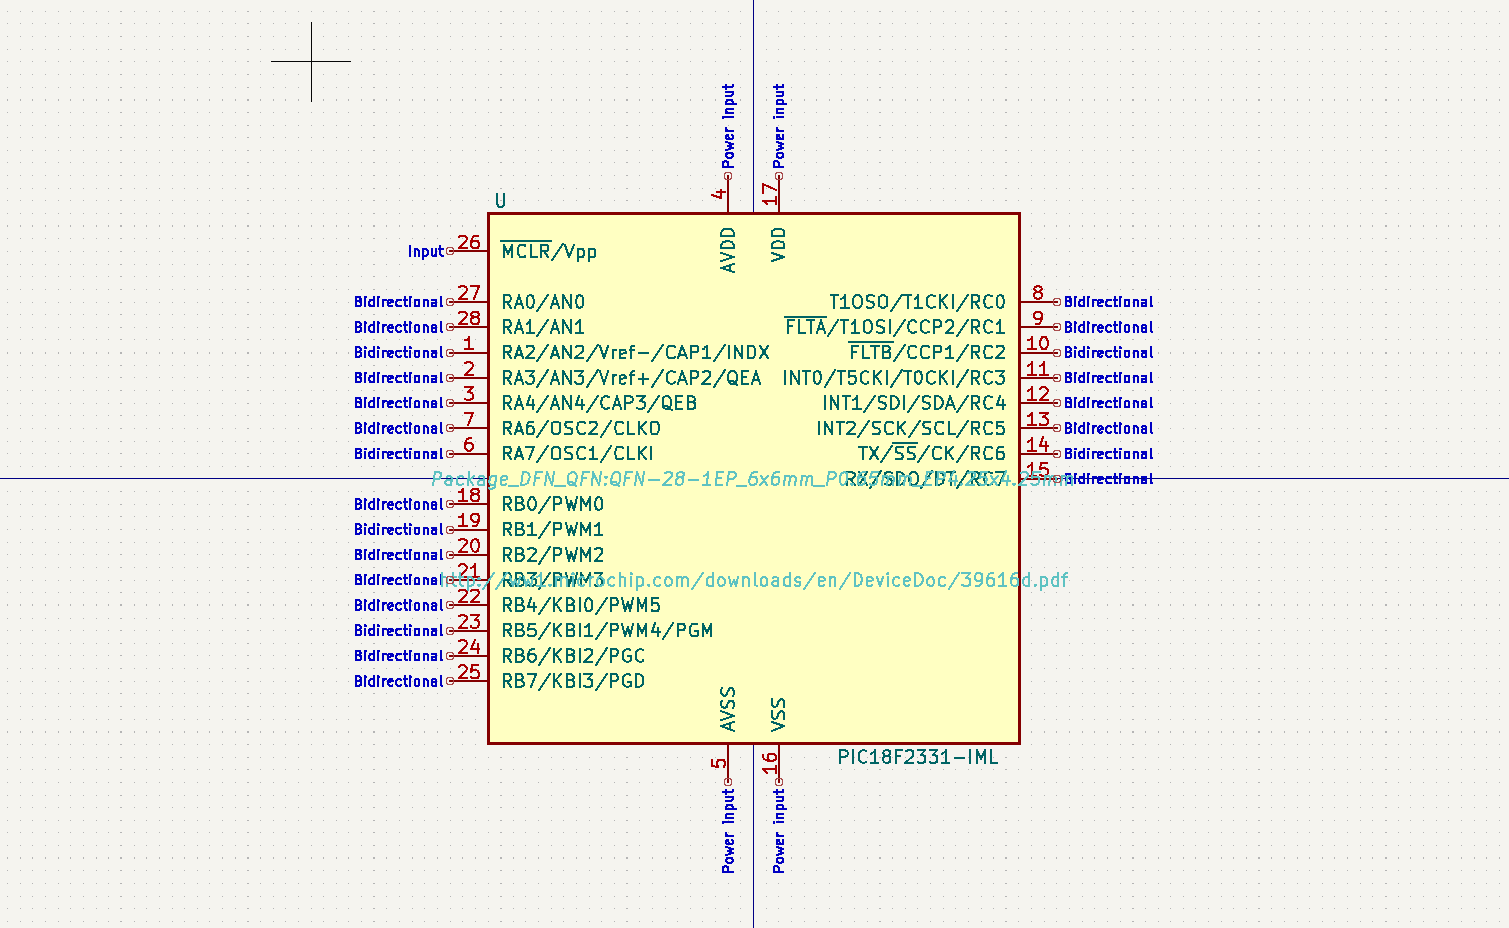 Power input
Power input
4
17
U
AVDD
VDD
Input 26 MCLR/Vpp
Bidirectional 27 RA0/AN0 T1OSO/T1CKI/RC0 8 Bidirectional
Bidirectional 28 RA1/AN1 FLTA/T1OSI/CCP2/RC1 9 Bidirectional
Bidirectional 1 RA2/AN2/Vref-/CAP1/INDX FLTB/CCP1/RC2 10 Bidirectional
Bidirectional 2 RA3/AN3/Vref+/CAP2/QEA INT0/T5CKI/T0CKI/RC3 11 Bidirectional
Bidirectional 3 RA4/AN4/CAP3/QEB INT1/SDI/SDA/RC4 12 Bidirectional
Bidirectional 7 RA6/OSC2/CLKO INT2/SCK/SCL/RC5 13 Bidirectional
Bidirectional 6 RA7/OSC1/CLKI TX/SS/CK/RC6 14 Bidirectional
RX/SDO/DT/RC7 15 Bidirectional
Package_DFN_QFN:QFN-28-1EP_6x6mm_P0.65mm_EP4.25x4.25mm
Bidirectional 18 RB0/PWM0
Bidirectional 19 RB1/PWM1
Bidirectional 20 RB2/PWM2
Bidirectional 21 RB3/PWM3
http://ww1.microchip.com/downloads/en/DeviceDoc/39616d.pdf
Bidirectional 22 RB4/KBI0/PWM5
Bidirectional 23 RB5/KBI1/PWM4/PGM
Bidirectional 24 RB6/KBI2/PGC
Bidirectional 25 RB7/KBI3/PGD
AVSS
VSS
5
16
PIC18F2331-IML
Power input
Power input